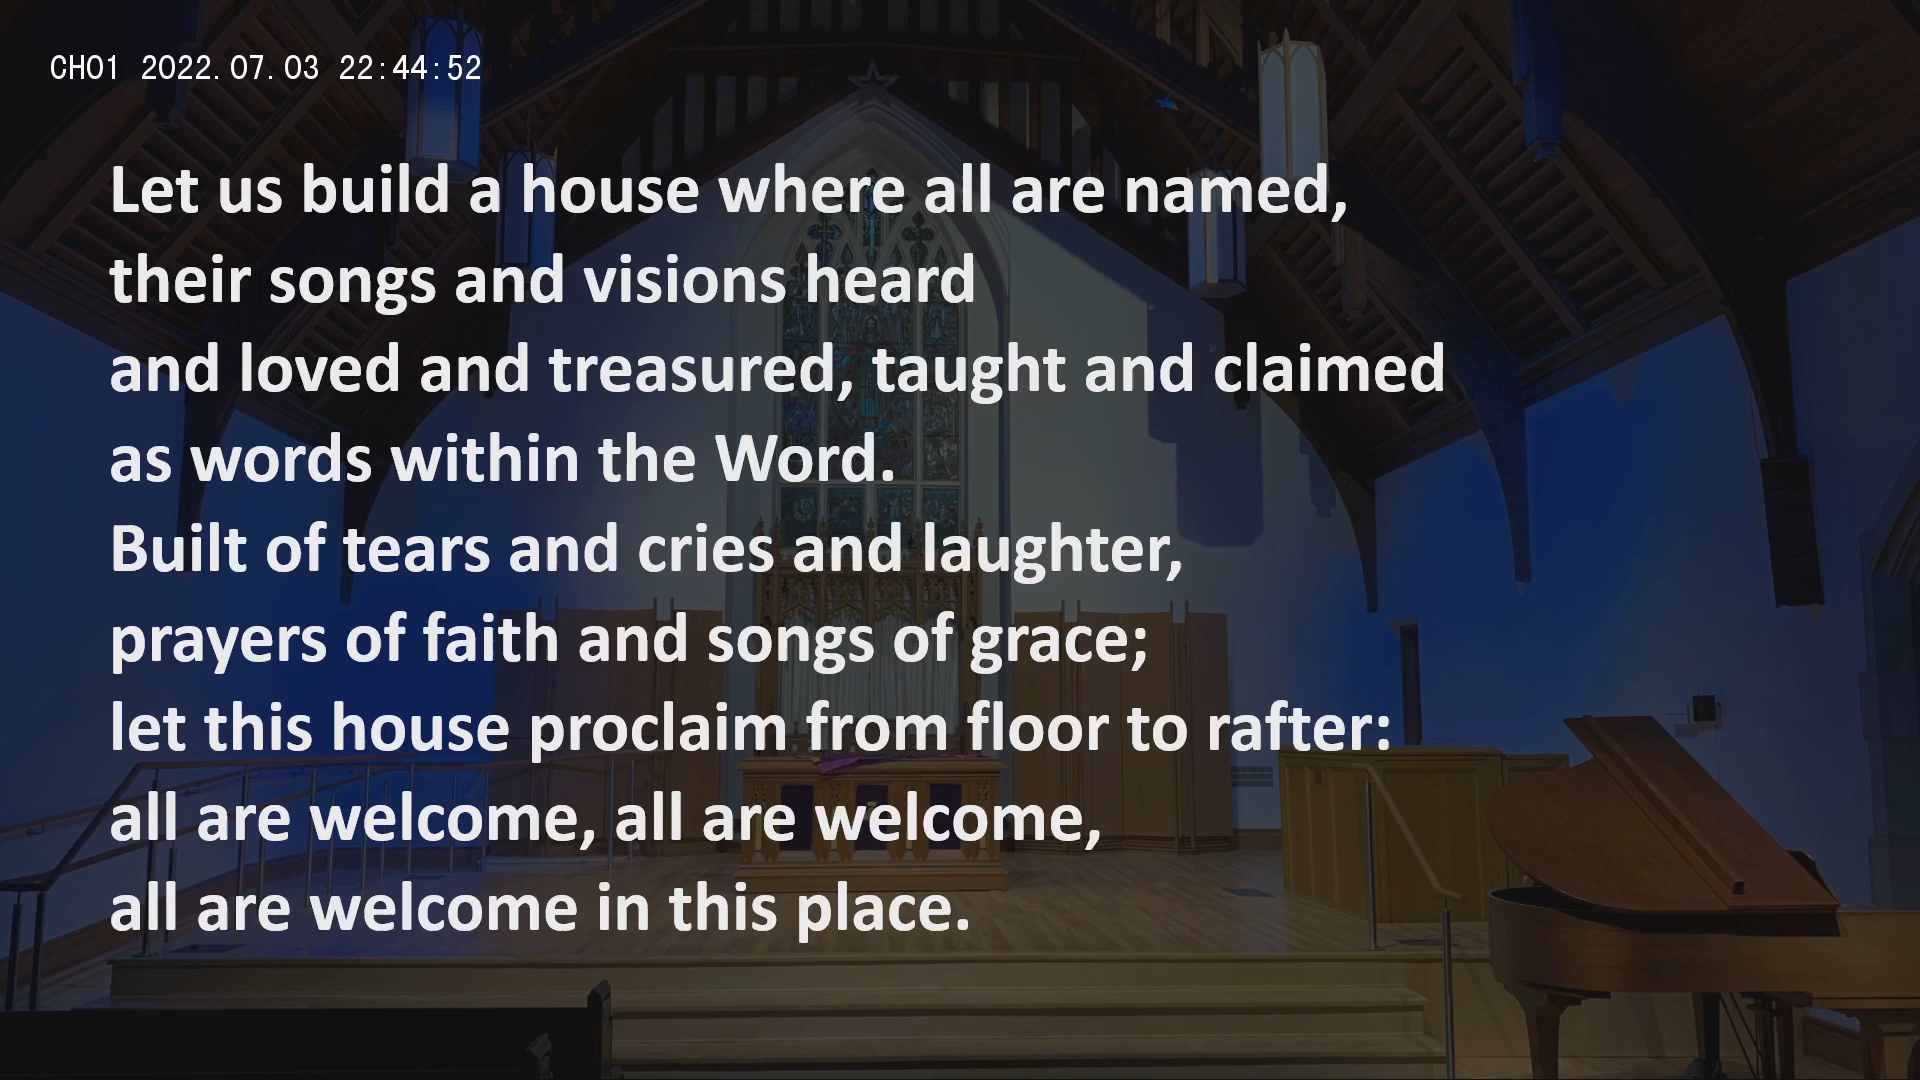 CH01 2022.07.03 22:44:52
Let us build a house where all are named,
their songs and visions heard
and loved and treasured, taught and claimed
as words within the Word.
Built of tears and cries and laughter,
prayers of faith and songs of grace;
let this house proclaim from floor to rafter:
all are welcome, all are welcome,
all are welcome in this place.